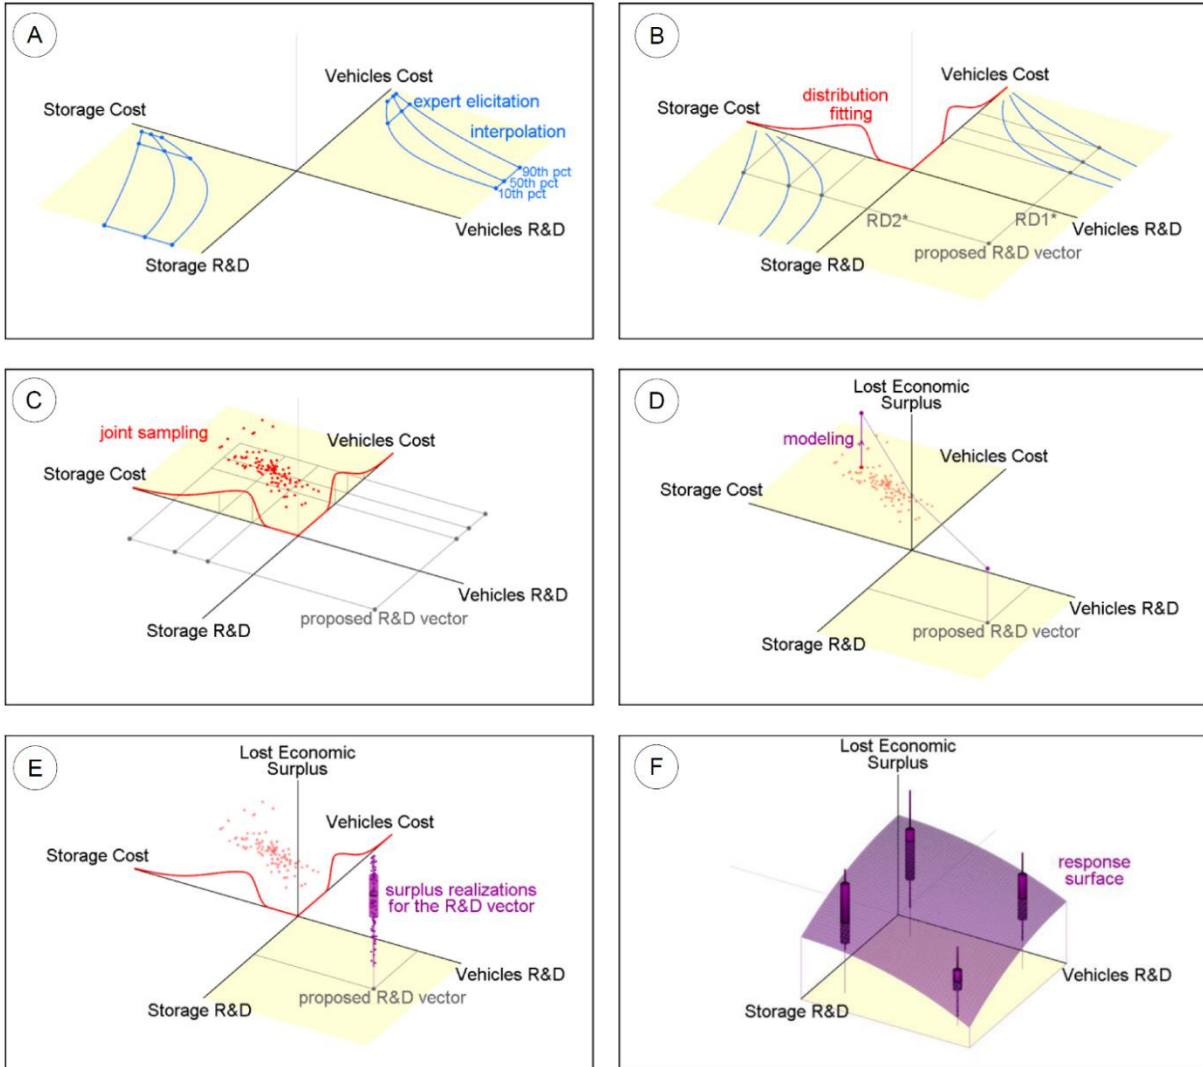 A
Vehicles Cost
Storage Cost
expert elicitation
interpolation
90th pct
50th pct
10th pct
Vehicles R&D
Storage R&D
B
Vehicles Cost
Storage Cost
distribution
fitting
RD2*
RD1*
Vehicles R&D
proposed R&D vector
Storage R&D
C
joint sampling
Vehicles Cost
Storage Cost
Vehicles R&D
proposed R&D vector
Storage R&D
D
Lost Economic
Surplus
modeling
Vehicles Cost
Storage Cost
Vehicles R&D
proposed R&D vector
Storage R&D
E
Lost Economic
Surplus
Vehicles Cost
Storage Cost
surplus realizations
for the R&D vector
Vehicles R&D
proposed R&D vector
Storage R&D
F
Lost Economic
Surplus
response
surface
Vehicles R&D
Storage R&D